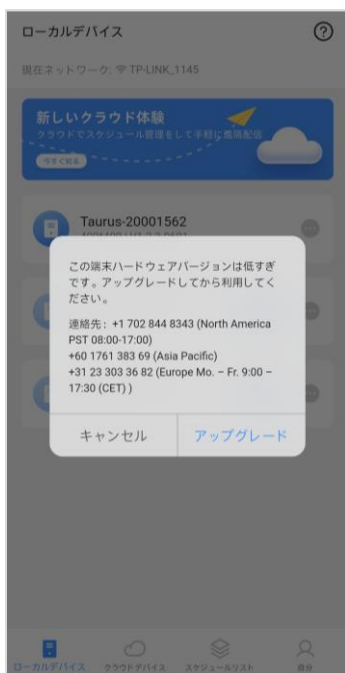 ローカルデバイス
現在ネットワーク: TP-LINK_1145
新しいクラウド体験
クラウドでスケジュール管理をして手軽に遠隔配信
今すぐ知る
Taurus-20001562
この端末ハードウェアバージョンは低すぎ
です。アップグレードしてから利用してく
ださい。
連絡先：+1 702 844 8343 (North America
PST 08:00-17:00)
+60 1761 383 69 (Asia Pacific)
+31 23 303 36 82 (Europe Mo. – Fr. 9:00 –
17:30 (CET) )
キャンセル
アップグレード
ローカルデバイス
クラウドデバイス
スケジュールリスト
自分